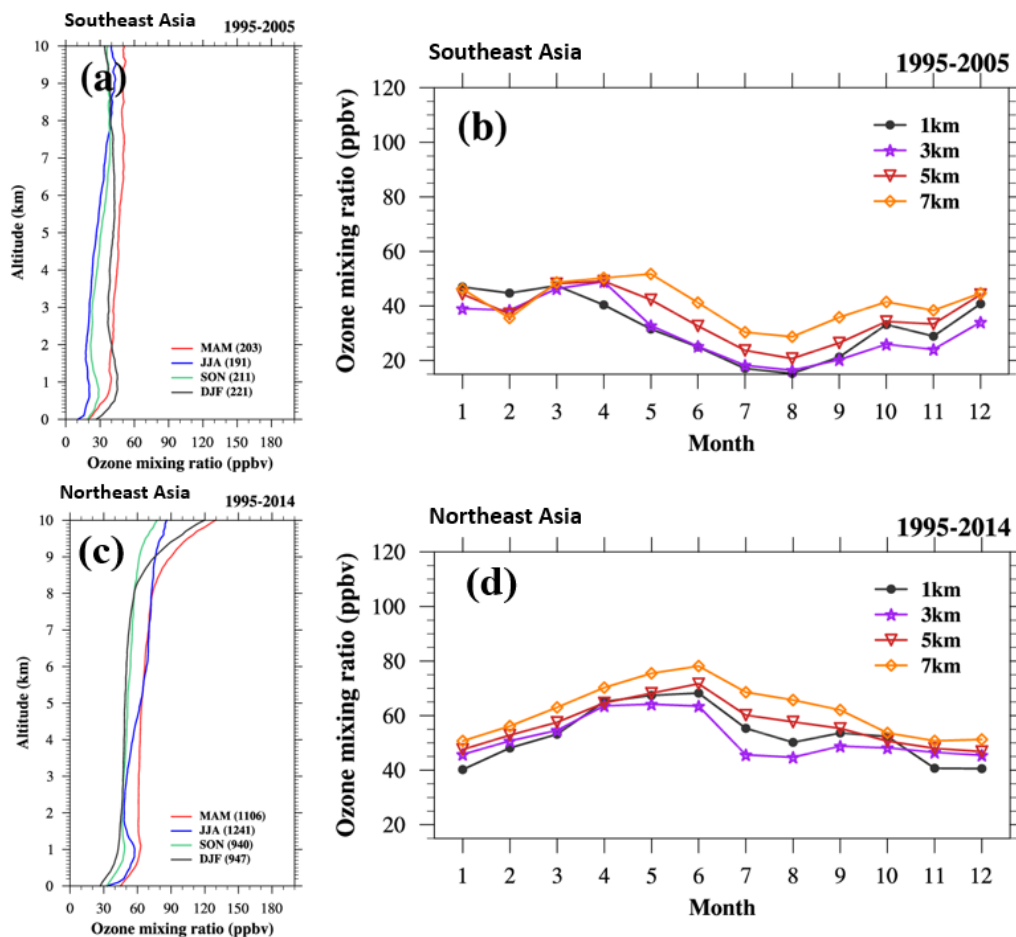 Southeast Asia
1995-2005
(a)
10
9
8
7
6
5
4
3
2
1
0
Altitude (km)
MAM (203)
JJA (191)
SON (211)
DJF (221)
0 30 60 90 120 150 180
Ozone mixing ratio (ppbv)
Southeast Asia
1995-2005
(b)
120
100
80
60
40
20
Ozone mixing ratio (ppbv)
1km
3km
5km
7km
1 2 3 4 5 6 7 8 9 10 11 12
Month
Northeast Asia
1995-2014
(c)
10
9
8
7
6
5
4
3
2
1
0
Altitude (km)
MAM (1106)
JJA (1241)
SON (940)
DJF (947)
0 30 60 90 120 150 180
Ozone mixing ratio (ppbv)
Northeast Asia
1995-2014
(d)
120
100
80
60
40
20
Ozone mixing ratio (ppbv)
1km
3km
5km
7km
1 2 3 4 5 6 7 8 9 10 11 12
Month